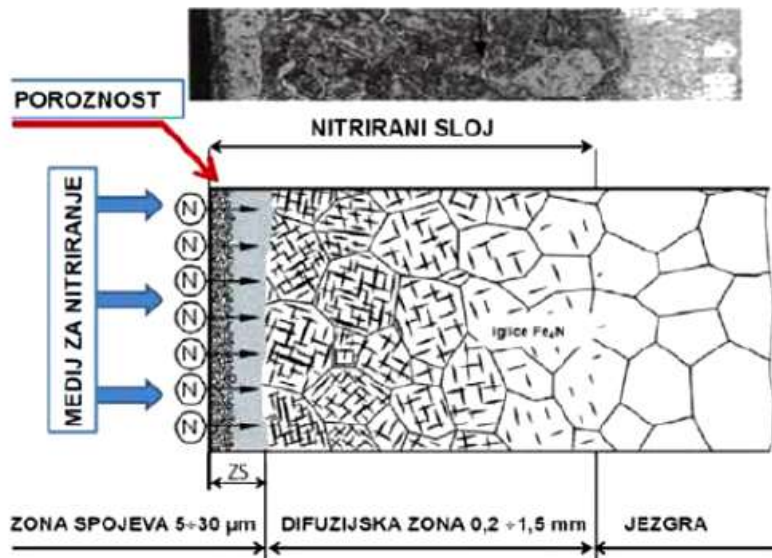 POROZNOST
NITRIRANI SLOJ
MEDIJ ZA NITRIRANJE
N
N
N
N
N
N
N
Iglice Fe₄N
ZS
ZONA SPOJEVA 5÷30 µm
DIFUZIJSKA ZONA 0,2 ÷1,5 mm
JEZGRA